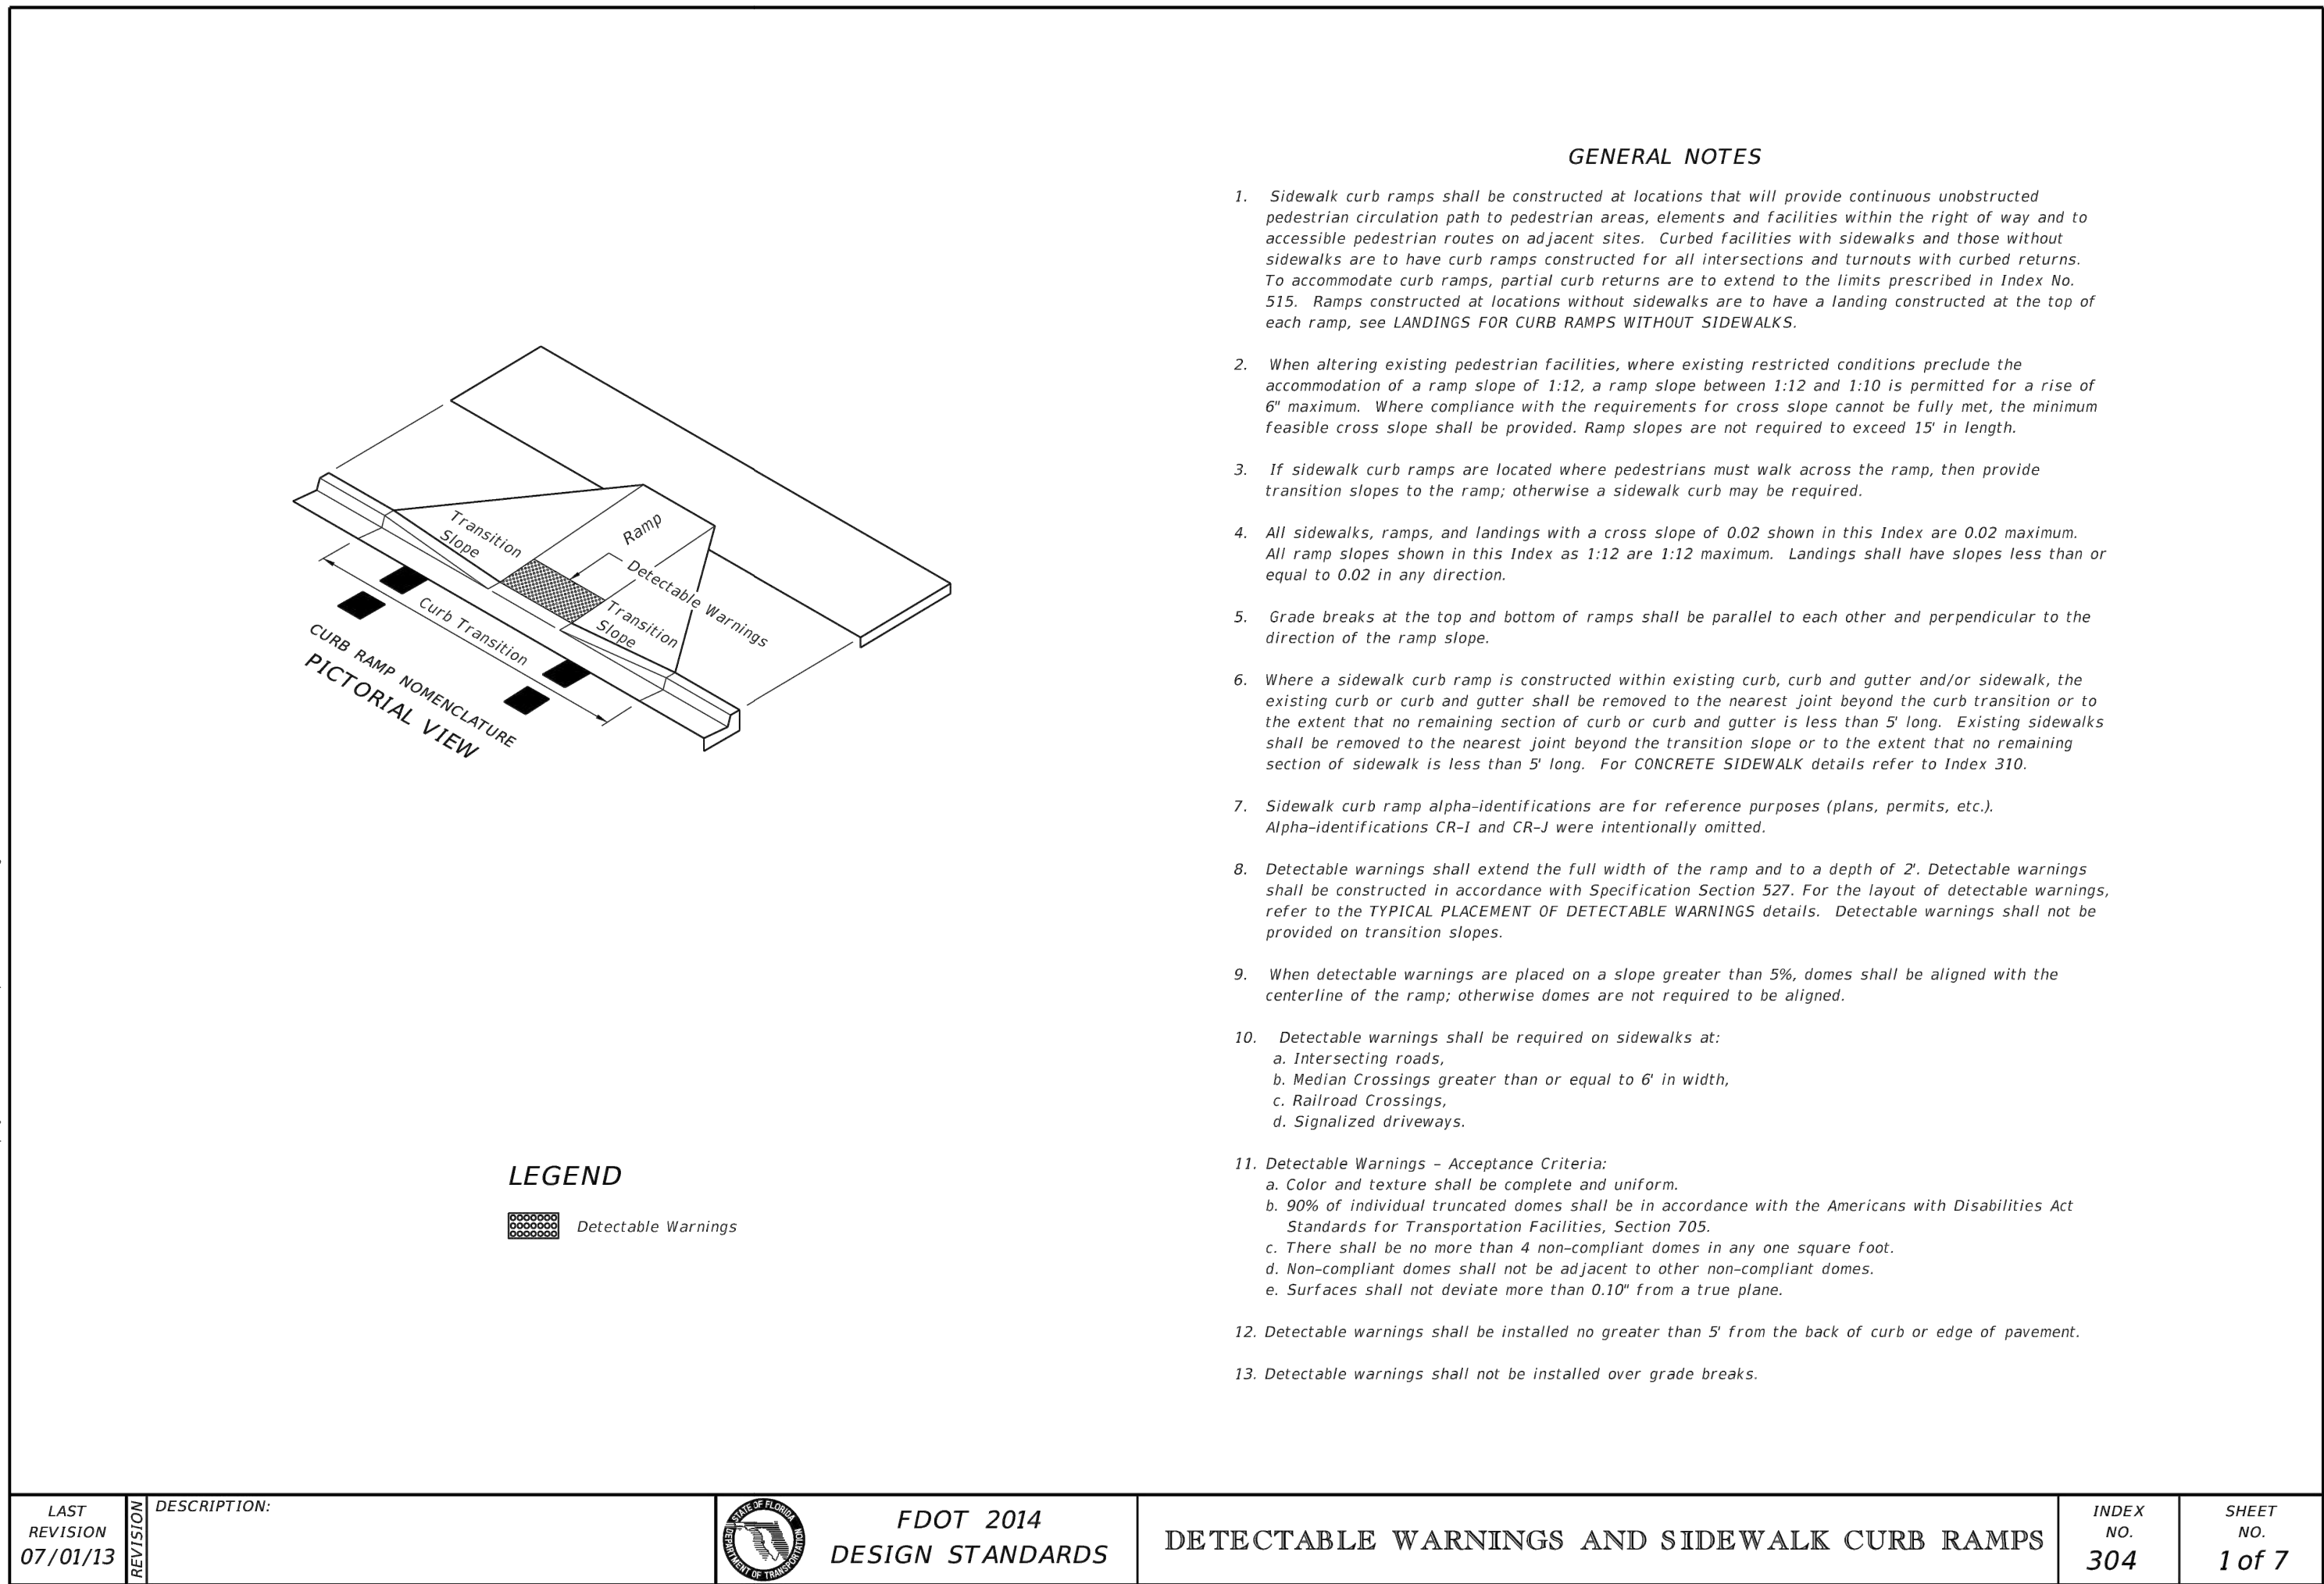 GENERAL NOTES
1. Sidewalk curb ramps shall be constructed at locations that will provide continuous unobstructed
pedestrian circulation path to pedestrian areas, elements and facilities within the right of way and to
accessible pedestrian routes on adjacent sites. Curbed facilities with sidewalks and those without
sidewalks are to have curb ramps constructed for all intersections and turnouts with curbed returns.
To accommodate curb ramps, partial curb returns are to extend to the limits prescribed in Index No.
515. Ramps constructed at locations without sidewalks are to have a landing constructed at the top of
each ramp, see LANDINGS FOR CURB RAMPS WITHOUT SIDEWALKS.
2. When altering existing pedestrian facilities, where existing restricted conditions preclude the
accommodation of a ramp slope of 1:12, a ramp slope between 1:12 and 1:10 is permitted for a rise of
6" maximum. Where compliance with the requirements for cross slope cannot be fully met, the minimum
feasible cross slope shall be provided. Ramp slopes are not required to exceed 15' in length.
3. If sidewalk curb ramps are located where pedestrians must walk across the ramp, then provide
transition slopes to the ramp; otherwise a sidewalk curb may be required.
4. All sidewalks, ramps, and landings with a cross slope of 0.02 shown in this Index are 0.02 maximum.
All ramp slopes shown in this Index as 1:12 are 1:12 maximum. Landings shall have slopes less than or
equal to 0.02 in any direction.
5. Grade breaks at the top and bottom of ramps shall be parallel to each other and perpendicular to the
direction of the ramp slope.
6. Where a sidewalk curb ramp is constructed within existing curb, curb and gutter and/or sidewalk, the
existing curb or curb and gutter shall be removed to the nearest joint beyond the curb transition or to
the extent that no remaining section of curb or curb and gutter is less than 5' long. Existing sidewalks
shall be removed to the nearest joint beyond the transition slope or to the extent that no remaining
section of sidewalk is less than 5' long. For CONCRETE SIDEWALK details refer to Index 310.
7. Sidewalk curb ramp alpha-identifications are for reference purposes (plans, permits, etc.).
Alpha-identifications CR-I and CR-J were intentionally omitted.
8. Detectable warnings shall extend the full width of the ramp and to a depth of 2'. Detectable warnings
shall be constructed in accordance with Specification Section 527. For the layout of detectable warnings,
refer to the TYPICAL PLACEMENT OF DETECTABLE WARNINGS details. Detectable warnings shall not be
provided on transition slopes.
9. When detectable warnings are placed on a slope greater than 5%, domes shall be aligned with the
centerline of the ramp; otherwise domes are not required to be aligned.
10. Detectable warnings shall be required on sidewalks at:
a. Intersecting roads,
b. Median Crossings greater than or equal to 6' in width,
c. Railroad Crossings,
d. Signalized driveways.
11. Detectable Warnings - Acceptance Criteria:
a. Color and texture shall be complete and uniform.
b. 90% of individual truncated domes shall be in accordance with the Americans with Disabilities Act
Standards for Transportation Facilities, Section 705.
c. There shall be no more than 4 non-compliant domes in any one square foot.
d. Non-compliant domes shall not be adjacent to other non-compliant domes.
e. Surfaces shall not deviate more than 0.10" from a true plane.
12. Detectable warnings shall be installed no greater than 5' from the back of curb or edge of pavement.
13. Detectable warnings shall not be installed over grade breaks.
Transition
Slope
Ramp
Detectable Warnings
Transition
Slope
Curb Transition
CURB RAMP NOMENCLATURE
PICTORIAL VIEW
LEGEND
Detectable Warnings
LAST
REVISION
07/01/13
REVISION
DESCRIPTION:
STATE OF FLORIDA
DEPARTMENT OF TRANSPORTATION
FDOT 2014
DESIGN STANDARDS
DETECTABLE WARNINGS AND SIDEWALK CURB RAMPS
INDEX
NO.
304
SHEET
NO.
1 of 7